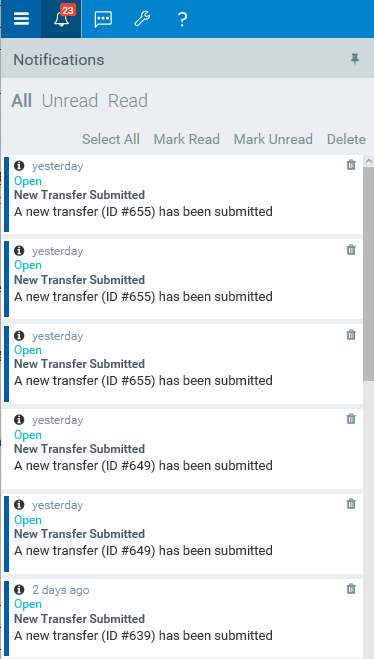 23
?
Notifications
All Unread Read
Select All Mark Read Mark Unread Delete
yesterday
Open
New Transfer Submitted
A new transfer (ID #655) has been submitted
yesterday
Open
New Transfer Submitted
A new transfer (ID #655) has been submitted
yesterday
Open
New Transfer Submitted
A new transfer (ID #655) has been submitted
yesterday
Open
New Transfer Submitted
A new transfer (ID #649) has been submitted
yesterday
Open
New Transfer Submitted
A new transfer (ID #649) has been submitted
2 days ago
Open
New Transfer Submitted
A new transfer (ID #639) has been submitted